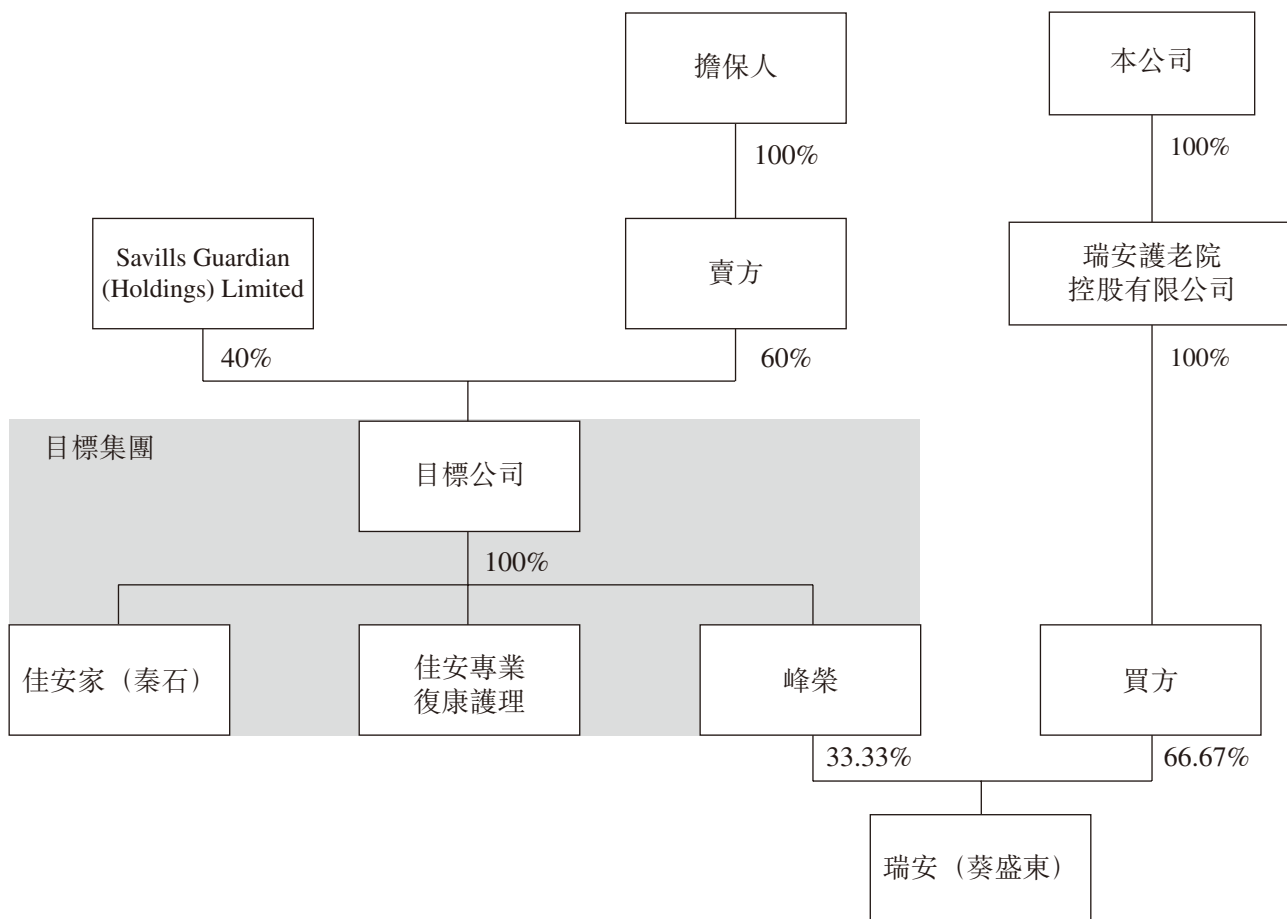 擔保人
本公司
100%
100%
Savills Guardian
(Holdings) Limited
賣方
瑞安護老院
控股有限公司
40%
60%
100%
目標集團
目標公司
100%
佳安家（秦石）
佳安專業
復康護理
峰榮
買方
33.33%
66.67%
瑞安（葵盛東）